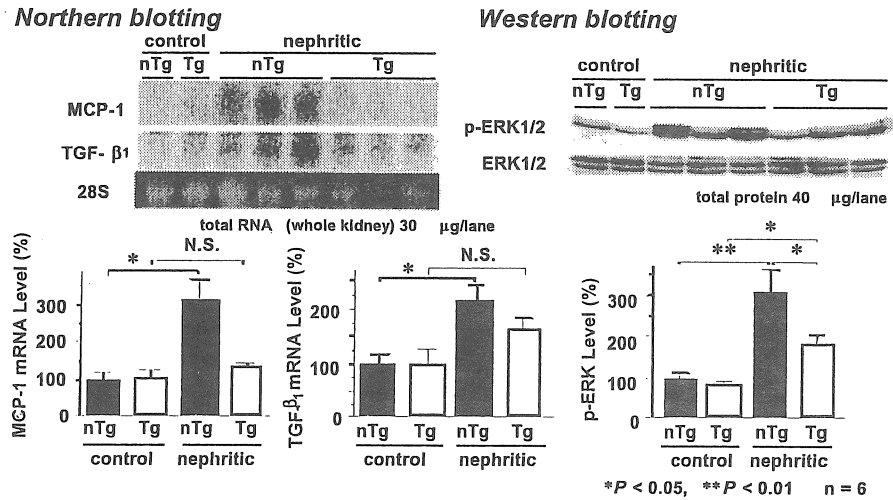 Northern blotting
control nephritic
nTg Tg nTg Tg
MCP-1
TGF- β1
28S
total RNA (whole kidney) 30 μg/lane
Western blotting
control nephritic
nTg Tg nTg Tg
p-ERK1/2
ERK1/2
total protein 40 μg/lane
MCP-1 mRNA Level (%)
300
200
100
0
* N.S.
nTg Tg nTg Tg
control nephritic
TGF-β1 mRNA Level (%)
200
100
0
* N.S.
nTg Tg nTg Tg
control nephritic
p-ERK Level (%)
300
200
100
0
*
** *
nTg Tg nTg Tg
control nephritic
*P < 0.05, **P < 0.01 n = 6